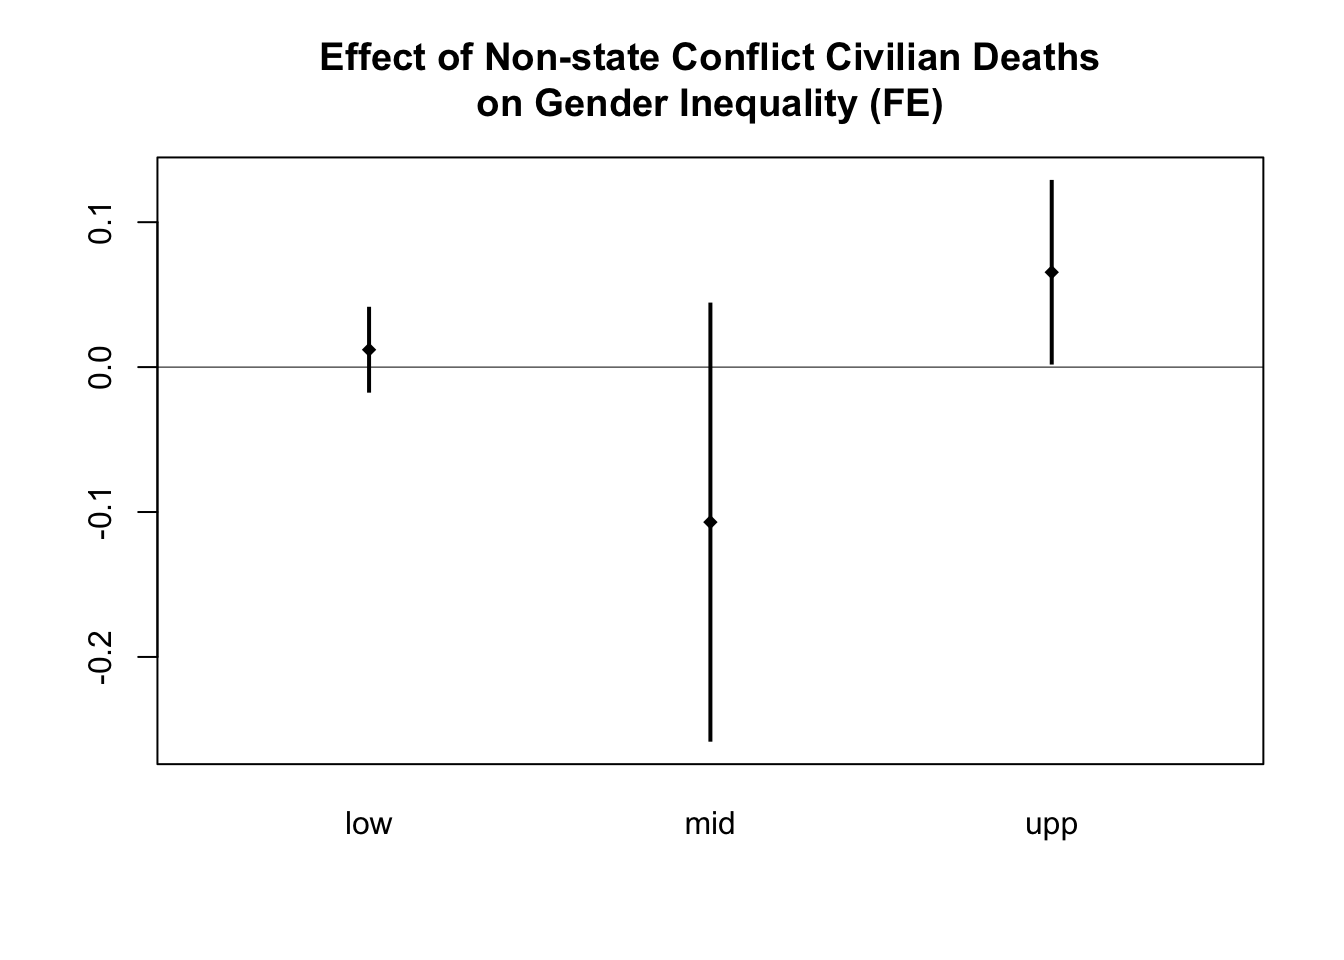 Effect of Non-state Conflict Civilian Deaths
on Gender Inequality (FE)
0.1
0.0
-0.1
-0.2
low mid upp